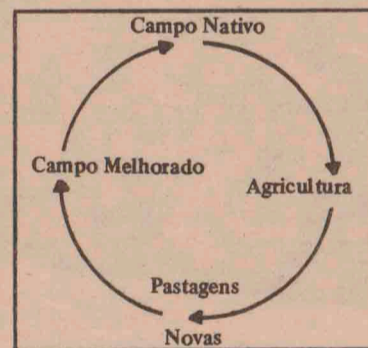 Campo Nativo
Campo Melhorado
Agricultura
Pastagens
Novas